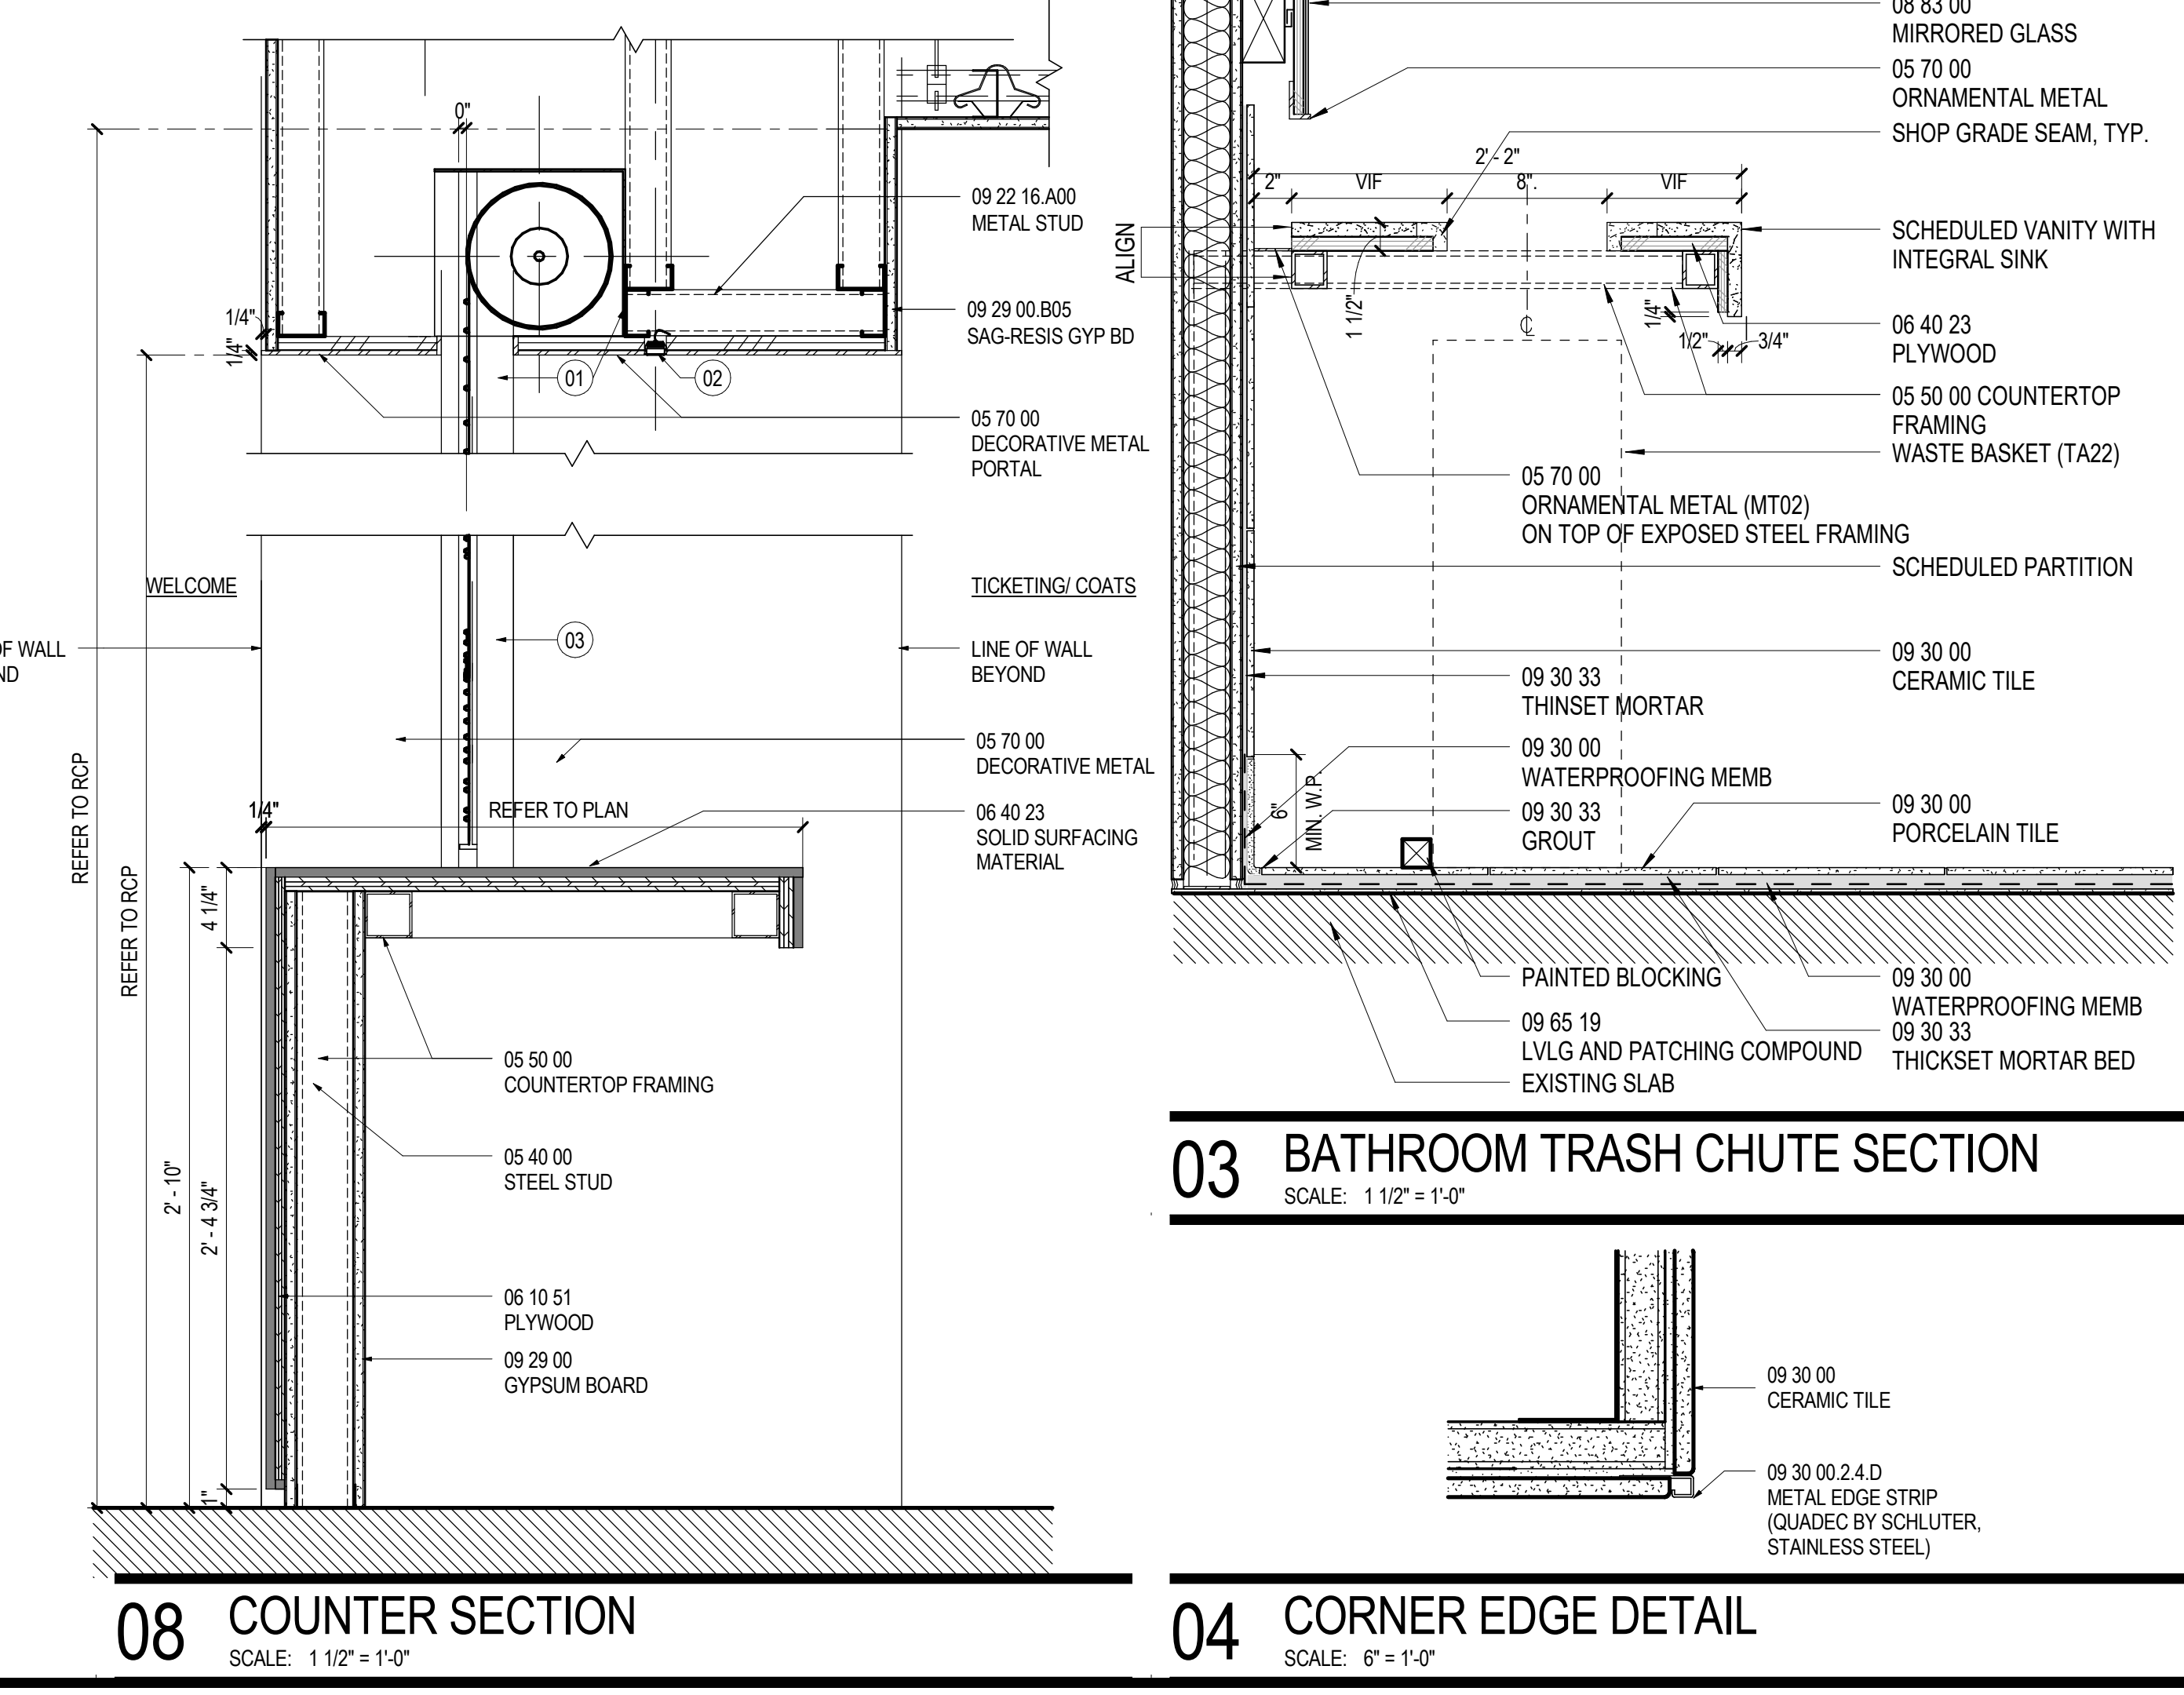 0"
09 22 16.A00
METAL STUD
09 29 00.B05
SAG-RESIS GYP BD
1/4"
1/4"
01
02
05 70 00
DECORATIVE METAL
PORTAL
WELCOME
TICKETING/ COATS
03
OF WALL
LINE OF WALL
BEYOND
05 70 00
DECORATIVE METAL
REFER TO RCP
REFER TO RCP
1/4"
REFER TO PLAN
06 40 23
SOLID SURFACING
MATERIAL
4 1/4"
2' - 10"
2' - 4 3/4"
1"
05 50 00
COUNTERTOP FRAMING
05 40 00
STEEL STUD
06 10 51
PLYWOOD
09 29 00
GYPSUM BOARD
08
COUNTER SECTION
SCALE: 1 1/2" = 1'-0"
08 83 00
MIRRORED GLASS
05 70 00
ORNAMENTAL METAL
SHOP GRADE SEAM, TYP.
2' - 2"
2"
VIF
8".
VIF
ALIGN
SCHEDULED VANITY WITH
INTEGRAL SINK
1 1/2"
1/4"
1/2"
3/4"
06 40 23
PLYWOOD
05 50 00 COUNTERTOP
FRAMING
WASTE BASKET (TA22)
05 70 00
ORNAMENTAL METAL (MT02)
ON TOP OF EXPOSED STEEL FRAMING
SCHEDULED PARTITION
09 30 00
CERAMIC TILE
09 30 33
THINSET MORTAR
09 30 00
WATERPROOFING MEMB
6"
MIN. W.P.
09 30 33
GROUT
09 30 00
PORCELAIN TILE
PAINTED BLOCKING
09 65 19
LVLG AND PATCHING COMPOUND
EXISTING SLAB
09 30 00
WATERPROOFING MEMB
09 30 33
THICKSET MORTAR BED
03
BATHROOM TRASH CHUTE SECTION
SCALE: 1 1/2" = 1'-0"
09 30 00
CERAMIC TILE
09 30 00.2.4.D
METAL EDGE STRIP
(QUADEC BY SCHLUTER,
STAINLESS STEEL)
04
CORNER EDGE DETAIL
SCALE: 6" = 1'-0"